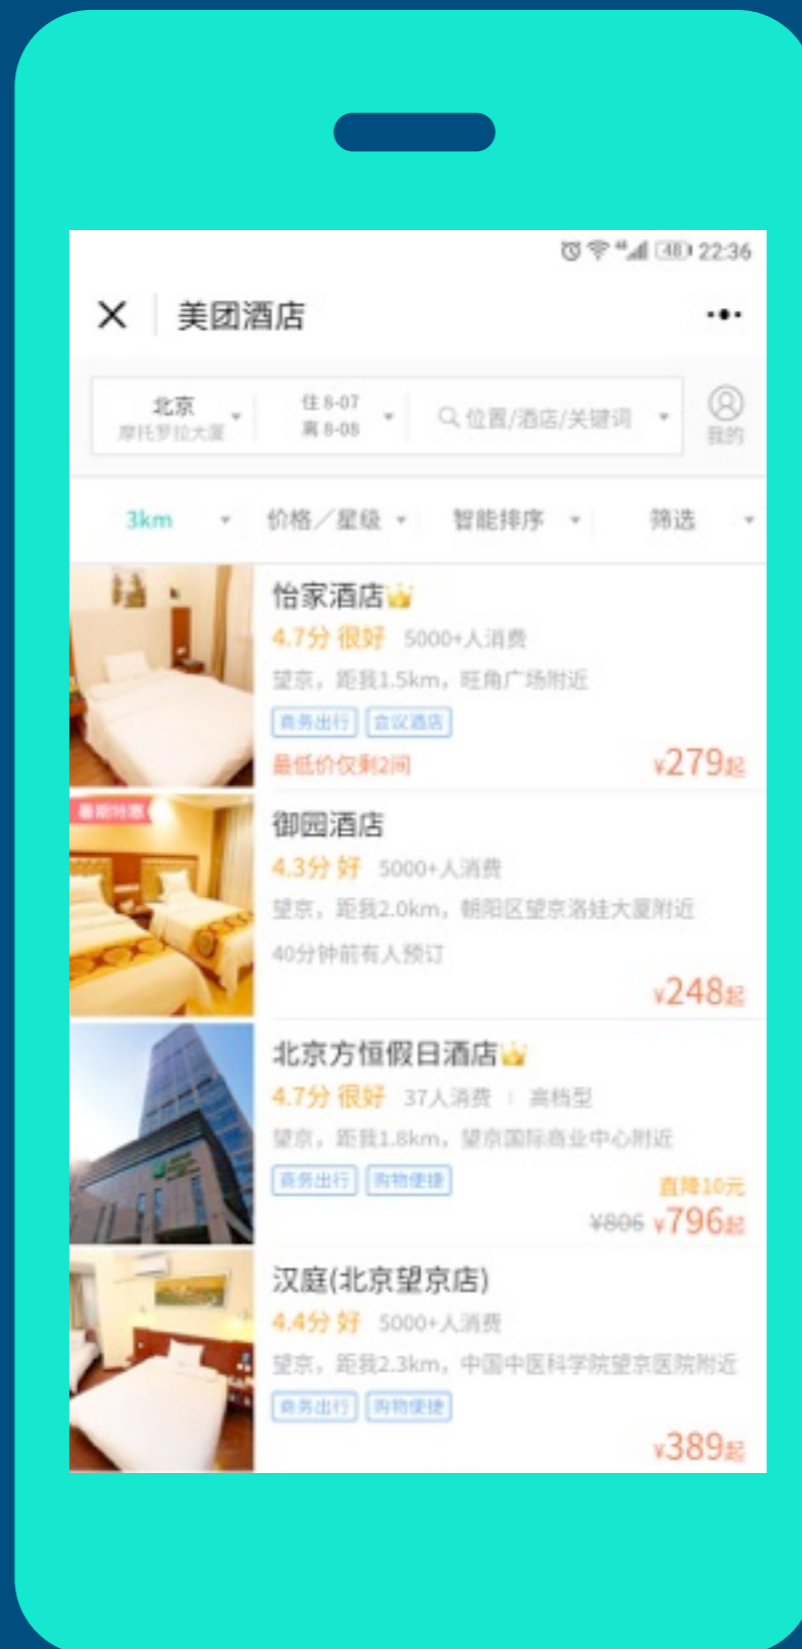 46 48 22:36
美团酒店
北京
摩托罗拉大厦
住 8-07
离 8-08
位置/酒店/关键词
我的
3km 价格/星级 智能排序 筛选
怡家酒店
4.7分 很好 5000+人消费
望京，距我1.5km，旺角广场附近
商务出行 会议酒店
最低价仅剩2间 ¥279起
暑期特惠
御园酒店
4.3分 好 5000+人消费
望京，距我2.0km，朝阳区望京洛娃大厦附近
40分钟前有人预订
¥248起
北京方恒假日酒店
4.7分 很好 37人消费 | 高档型
望京，距我1.8km，望京国际商业中心附近
商务出行 购物便捷
直降10元
¥806 ¥796起
汉庭(北京望京店)
4.4分 好 5000+人消费
望京，距我2.3km，中国中医科学院望京医院附近
商务出行 购物便捷
¥389起